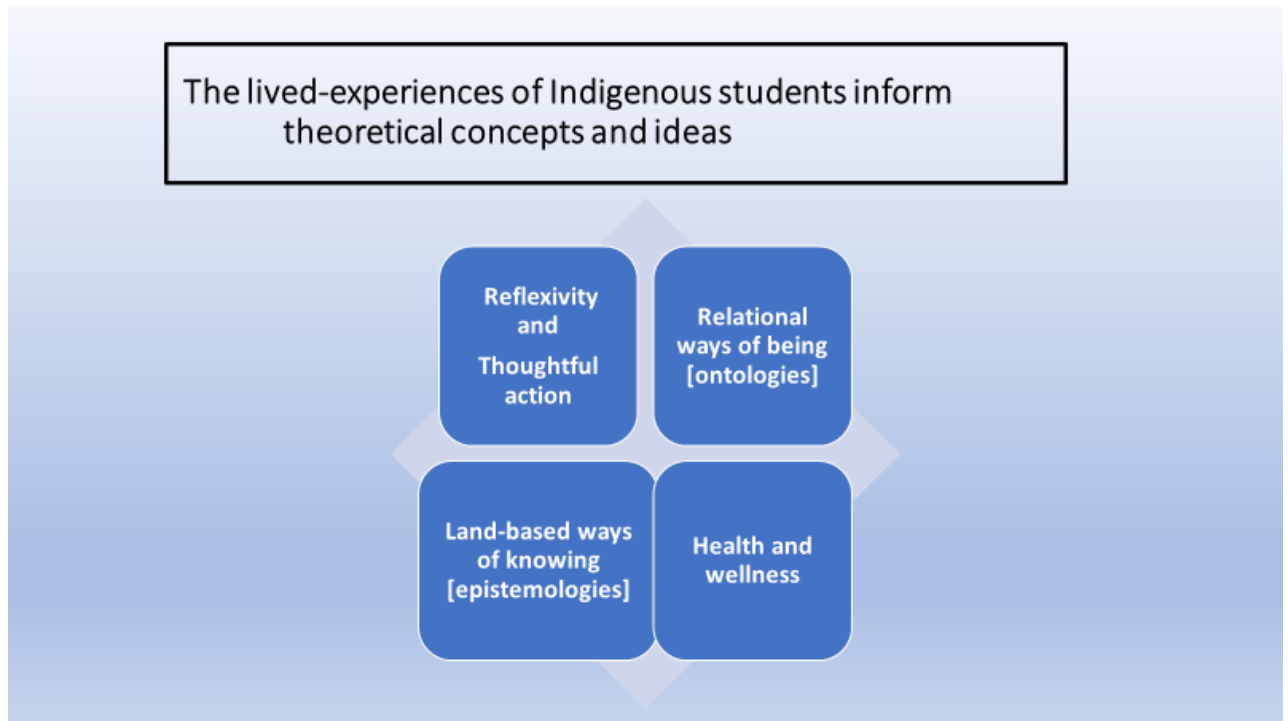 The lived-experiences of Indigenous students inform
theoretical concepts and ideas
Reflexivity
and
Thoughtful
action
Relational
ways of being
[ontologies]
Land-based ways
of knowing
[epistemologies]
Health and
wellness